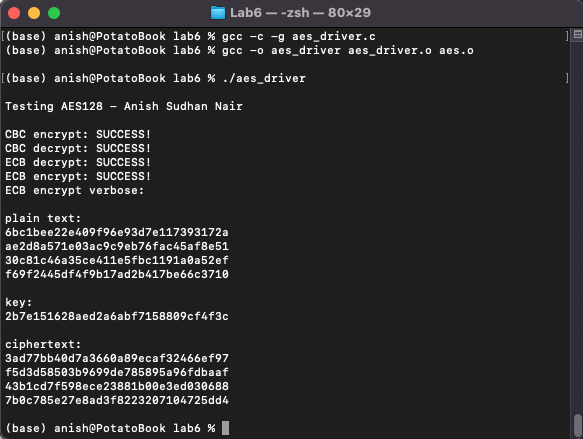 Lab6 — -zsh — 80×29
[(base) anish@PotatoBook lab6 % gcc -c -g aes_driver.c ]
[(base) anish@PotatoBook lab6 % gcc -o aes_driver aes_driver.o aes.o ]
[(base) anish@PotatoBook lab6 % ./aes_driver ]
Testing AES128 - Anish Sudhan Nair
CBC encrypt: SUCCESS!
CBC decrypt: SUCCESS!
ECB decrypt: SUCCESS!
ECB encrypt: SUCCESS!
ECB encrypt verbose:
plain text:
6bc1bee22e409f96e93d7e117393172a
ae2d8a571e03ac9c9eb76fac45af8e51
30c81c46a35ce411e5fbc1191a0a52ef
f69f2445df4f9b17ad2b417be66c3710
key:
2b7e151628aed2a6abf7158809cf4f3c
ciphertext:
3ad77bb40d7a3660a89ecaf32466ef97
f5d3d58503b9699de785895a96fdbaaf
43b1cd7f598ece23881b00e3ed030688
7b0c785e27e8ad3f8223207104725dd4
(base) anish@PotatoBook lab6 %